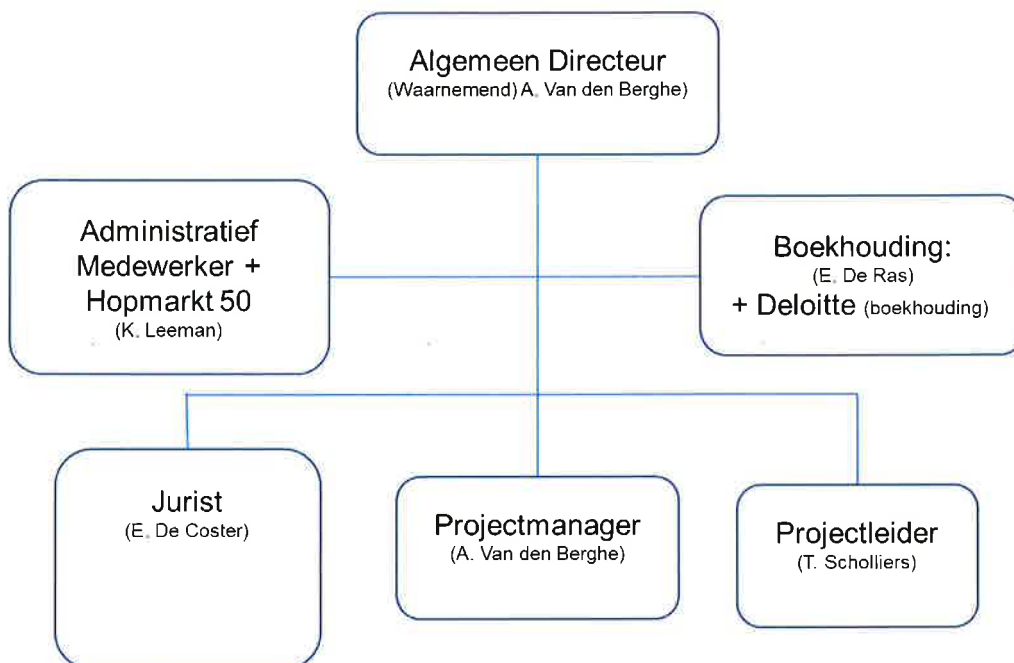 Algemeen Directeur
(Waarnemend) A. Van den Berghe)
Administratief
Medewerker +
Hopmarkt 50
(K. Leeman)
Boekhouding:
(E. De Ras)
+ Deloitte (boekhouding)
Jurist
(E. De Coster)
Projectmanager
(A. Van den Berghe)
Projectleider
(T. Scholliers)